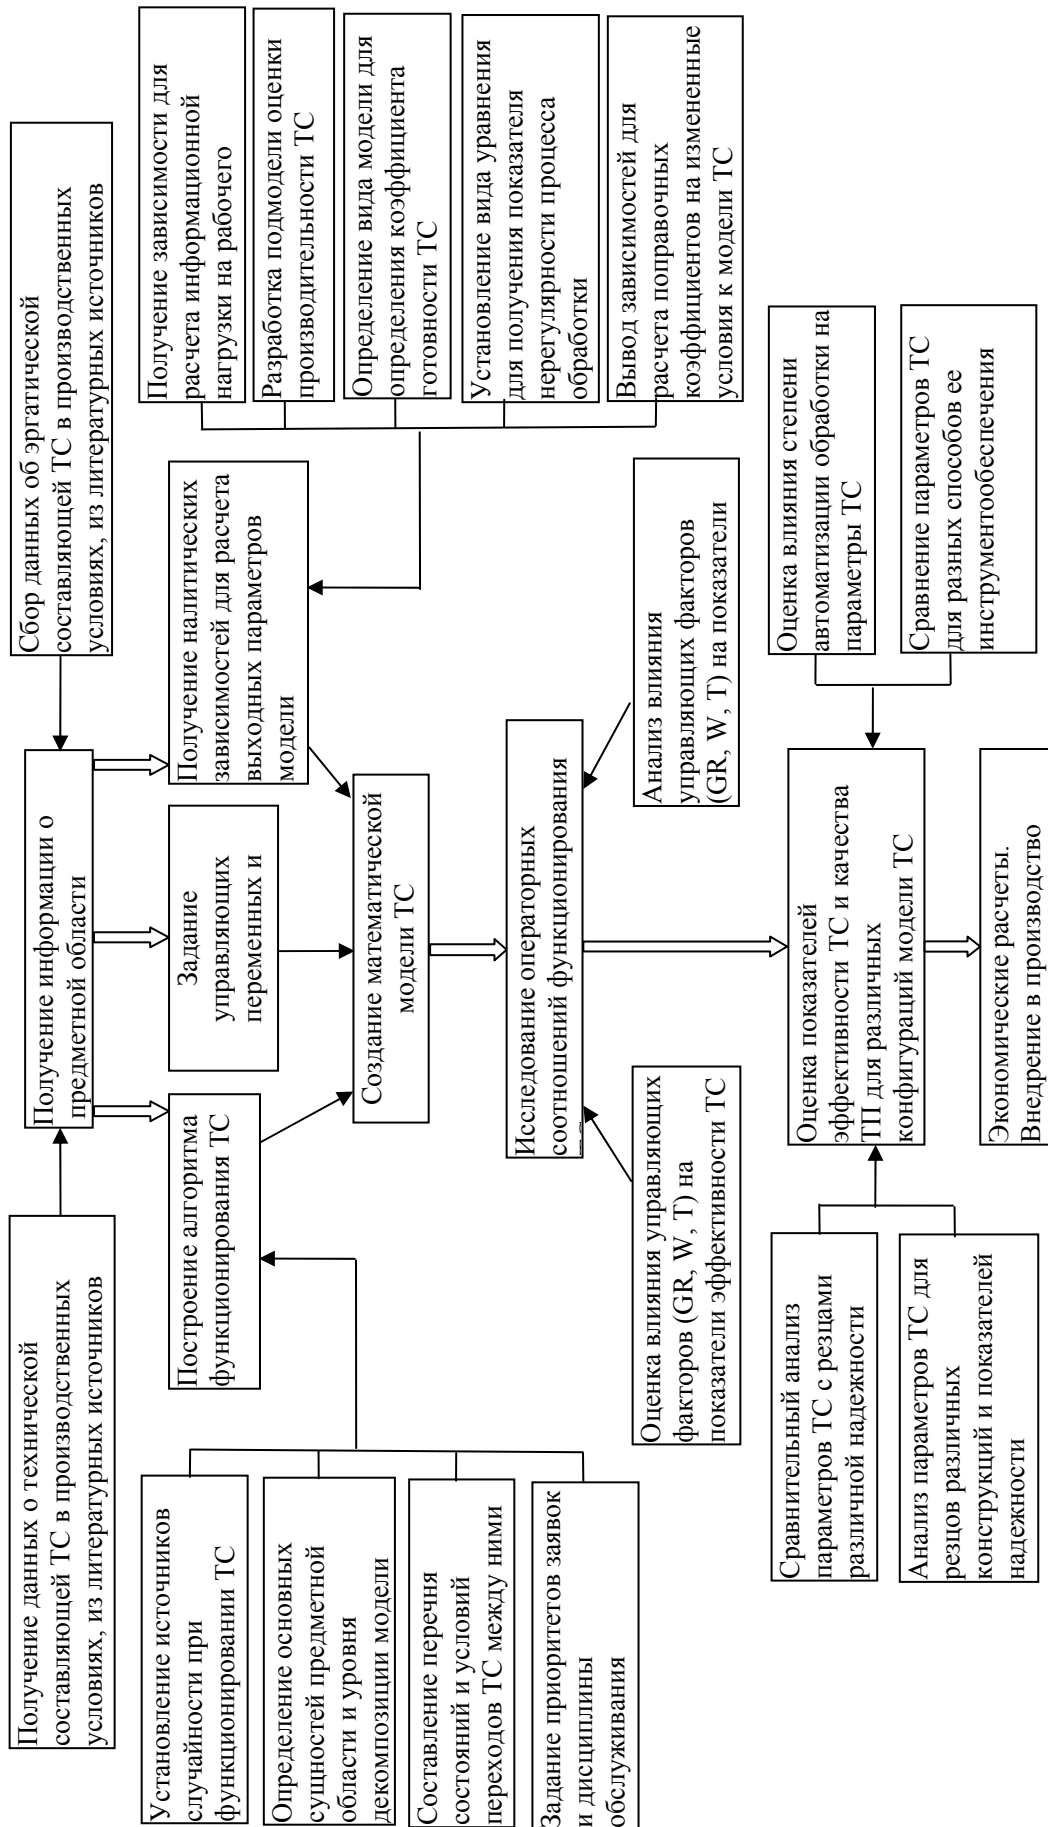 Получение данных о технической
составляющей ТС в производственных
условиях, из литературных источников
Получение информации о
предметной области
Сбор данных об эргатической
составляющей ТС в производственных
условиях, из литературных источников
Установление источников
случайности при
функционировании ТС
Определение основных
сущностей предметной
области и уровня
декомпозиции модели
Составление перечня
состояний и условий
переходов ТС между ними
Задание приоритетов заявок
и дисциплины
обслуживания
Построение алгоритма
функционирования ТС
Задание
управляющих
переменных и
Получение налитических
зависимостей для расчета
выходных параметров
модели
Получение зависимости для
расчета информационной
нагрузки на рабочего
Разработка подмодели оценки
производительности ТС
Определение вида модели для
определения коэффициента
готовности ТС
Установление вида уравнения
для получения показателя
нерегулярности процесса
обработки
Вывод зависимостей для
расчета поправочных
коэффициентов на измененные
условия к модели ТС
Создание математической
модели ТС
Исследование операторных
соотношений функционирования
Оценка влияния управляющих
факторов (GR, W, T) на
показатели эффективности ТС
Анализ влияния
управляющих факторов
(GR, W, T) на показатели
Сравнительный анализ
параметров ТС с резцами
различной надежности
Анализ параметров ТС для
резцов различных
конструкций и показателей
надежности
Оценка показателей
эффективности ТС и качества
ТП для различных
конфигураций модели ТС
Оценка влияния степени
автоматизации обработки на
параметры ТС
Сравнение параметров ТС
для разных способов ее
инструментообеспечения
Экономические расчеты.
Внедрение в производство